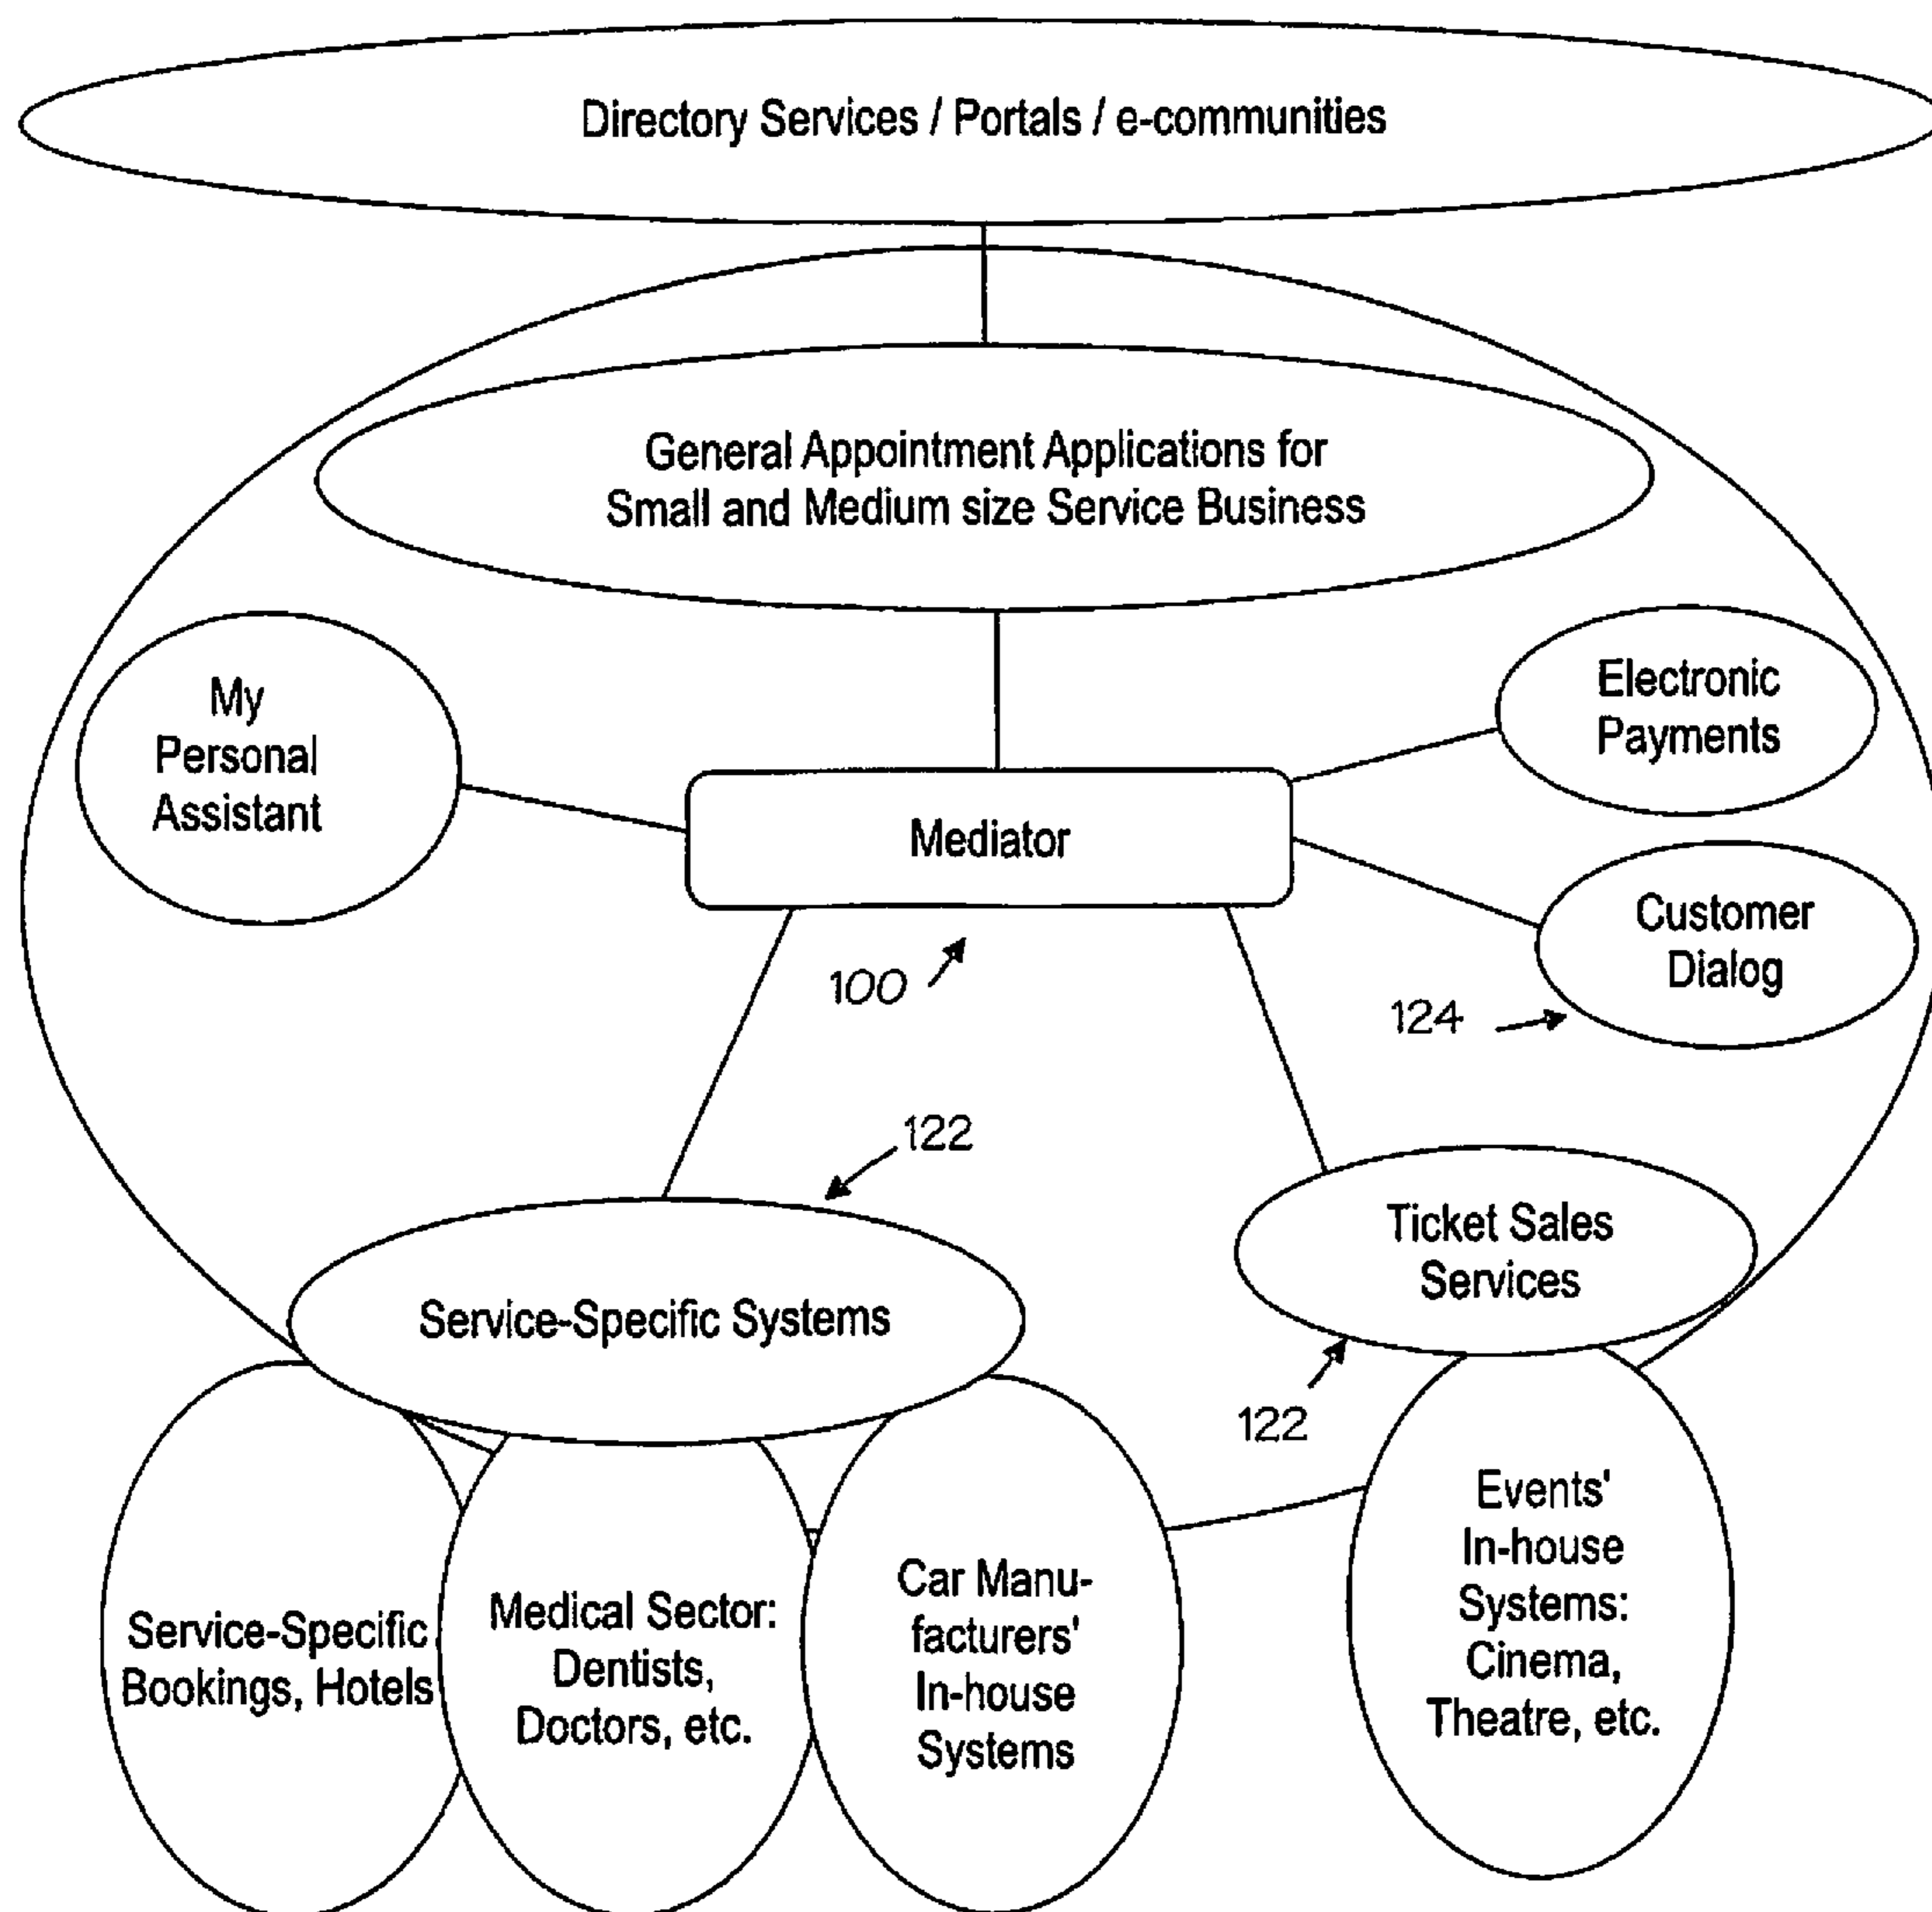 Directory Services / Portals / e-communities
General Appointment Applications for
Small and Medium size Service Business
My
Personal
Assistant
Electronic
Payments
Mediator
Customer
Dialog
100
124
122
Ticket Sales
Services
Service-Specific Systems
122
Service-Specific
Bookings, Hotels
Medical Sector:
Dentists,
Doctors, etc.
Car Manu-
facturers'
In-house
Systems
Events'
In-house
Systems:
Cinema,
Theatre, etc.